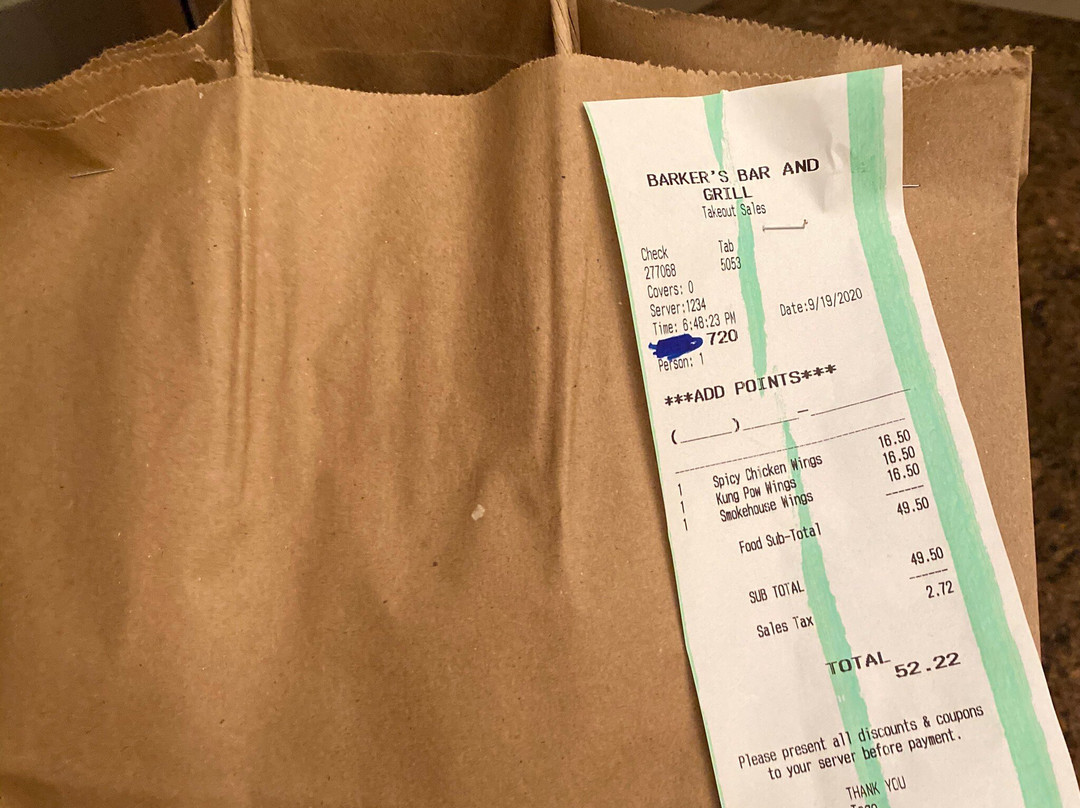 BARKER'S BAR AND
GRILL
Takeout Sales
Check Tab
277068 5053
Covers: 0
Server:1234
Time: 6:48:23 PM Date:9/19/2020
720
Person: 1
***ADD POINTS***
(_____)_____-_________
1 Spicy Chicken Wings 16.50
1 Kung Pow Wings 16.50
1 Smokehouse Wings 16.50
Food Sub-Total 49.50
SUB TOTAL 49.50
Sales Tax 2.72
TOTAL 52.22
Please present all discounts & coupons
to your server before payment.
THANK YOU